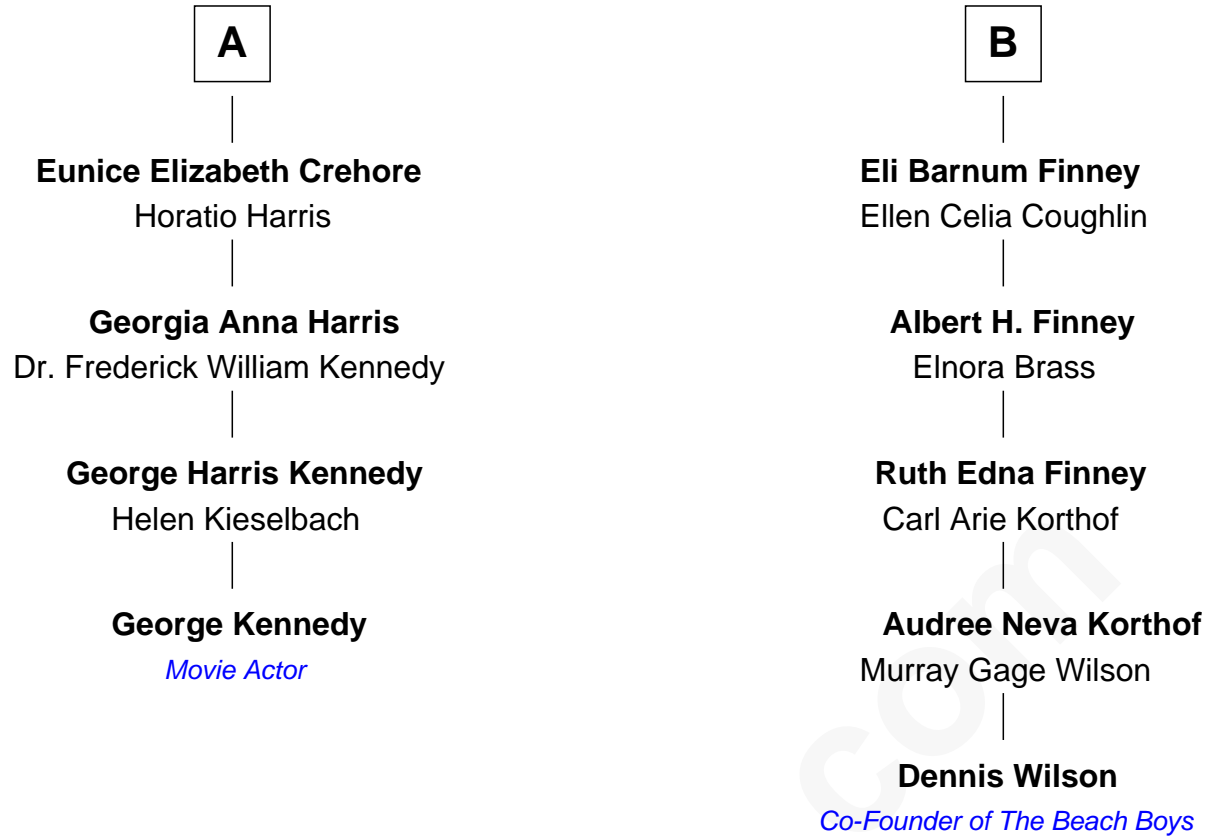 A
Eunice Elizabeth Crehore
Horatio Harris
Georgia Anna Harris
Dr. Frederick William Kennedy
George Harris Kennedy
Helen Kieselbach
George Kennedy
Movie Actor
B
Eli Barnum Finney
Ellen Celia Coughlin
Albert H. Finney
Elnora Brass
Ruth Edna Finney
Carl Arie Korthof
Audree Neva Korthof
Murray Gage Wilson
Dennis Wilson
Co-Founder of The Beach Boys
com